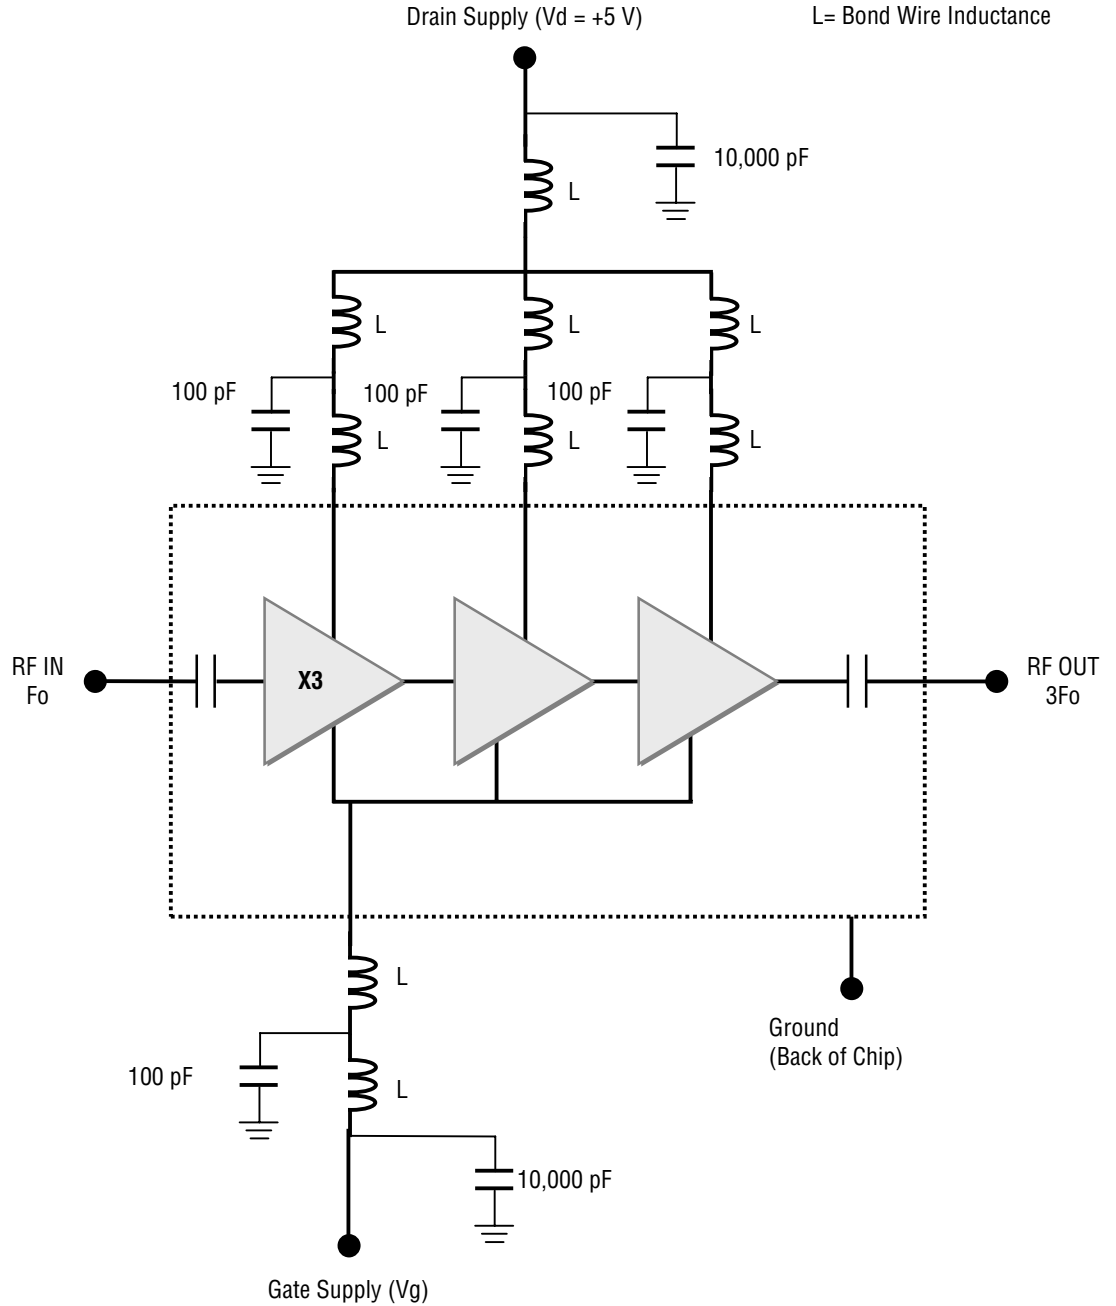 Drain Supply (Vd = +5 V)
L= Bond Wire Inductance
10,000 pF
L
L
L
L
100 pF
100 pF
100 pF
L
L
L
RF IN
Fo
X3
RF OUT
3Fo
L
Ground
(Back of Chip)
100 pF
L
10,000 pF
Gate Supply (Vg)